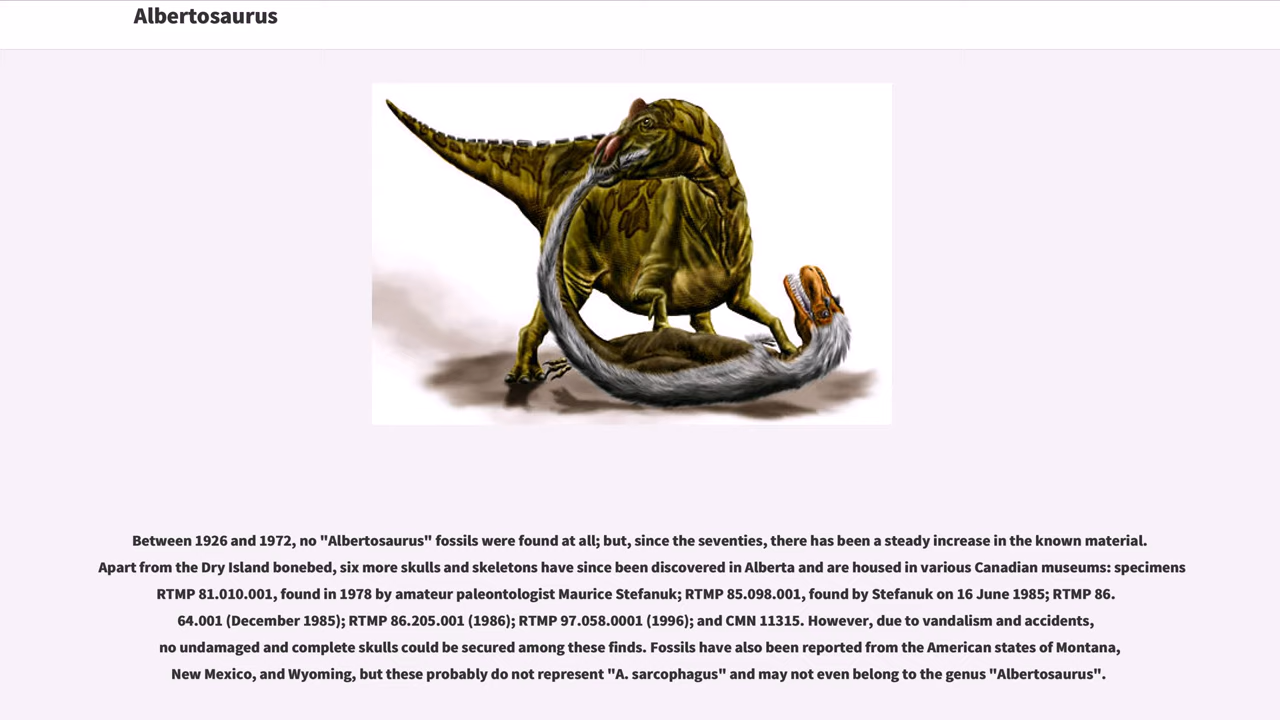 Albertosaurus
Between 1926 and 1972, no "Albertosaurus" fossils were found at all; but, since the seventies, there has been a steady increase in the known material.
Apart from the Dry Island bonebed, six more skulls and skeletons have since been discovered in Alberta and are housed in various Canadian museums: specimens
RTMP 81.010.001, found in 1978 by amateur paleontologist Maurice Stefanuk; RTMP 85.098.001, found by Stefanuk on 16 June 1985; RTMP 86.
64.001 (December 1985); RTMP 86.205.001 (1986); RTMP 97.058.0001 (1996); and CMN 11315. However, due to vandalism and accidents,
no undamaged and complete skulls could be secured among these finds. Fossils have also been reported from the American states of Montana,
New Mexico, and Wyoming, but these probably do not represent "A. sarcophagus" and may not even belong to the genus "Albertosaurus".